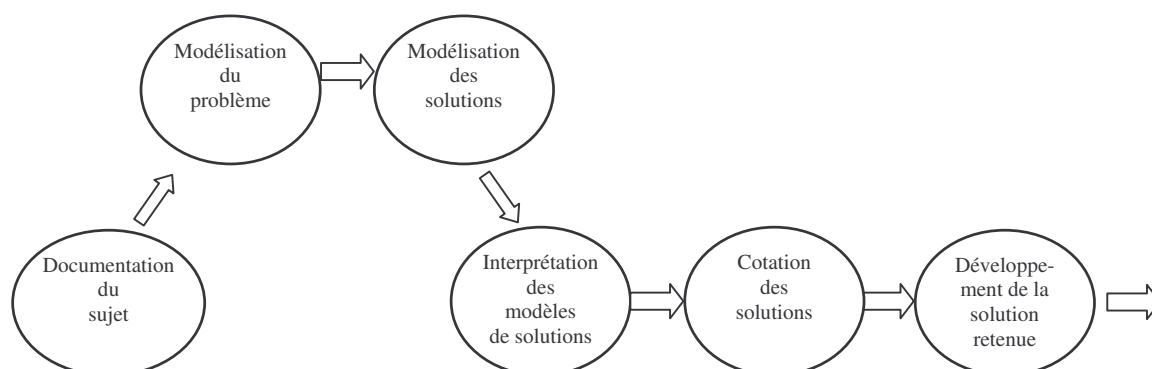 Modélisation
du
problème
Modélisation
des
solutions
Documentation
du
sujet
Interprétation
des
modèles
de solutions
Cotation
des
solutions
Développe-
ment de la
solution
retenue